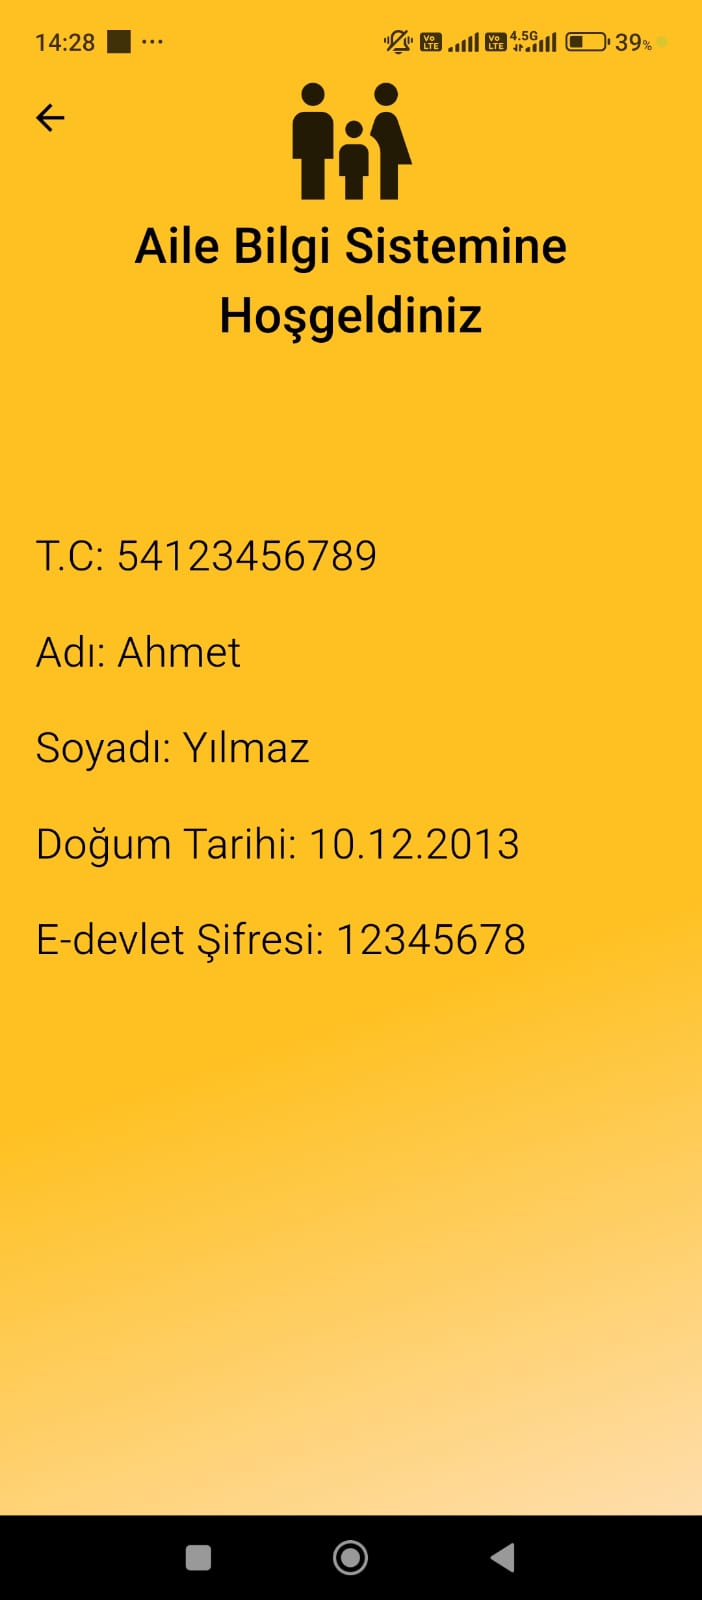 14:28 ...
Vo LTE Vo LTE 4.5G 39%
Aile Bilgi Sistemine
Hoşgeldiniz
T.C: 54123456789
Adı: Ahmet
Soyadı: Yılmaz
Doğum Tarihi: 10.12.2013
E-devlet Şifresi: 12345678